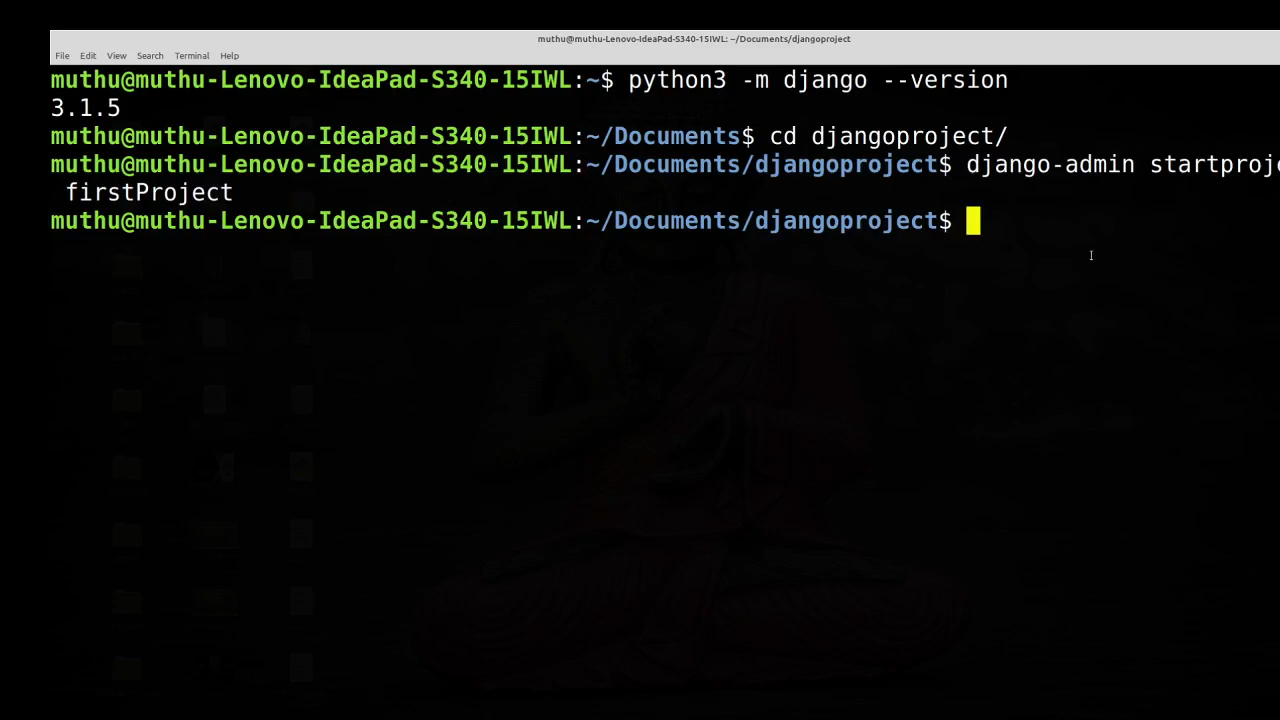 muthu@muthu-Lenovo-IdeaPad-S340-15IWL: ~/Documents/djangoproject
File Edit View Search Terminal Help
muthu@muthu-Lenovo-IdeaPad-S340-15IWL:~$ python3 -m django --version
3.1.5
muthu@muthu-Lenovo-IdeaPad-S340-15IWL:~/Documents$ cd djangoproject/
muthu@muthu-Lenovo-IdeaPad-S340-15IWL:~/Documents/djangoproject$ django-admin startproje
firstProject
muthu@muthu-Lenovo-IdeaPad-S340-15IWL:~/Documents/djangoproject$